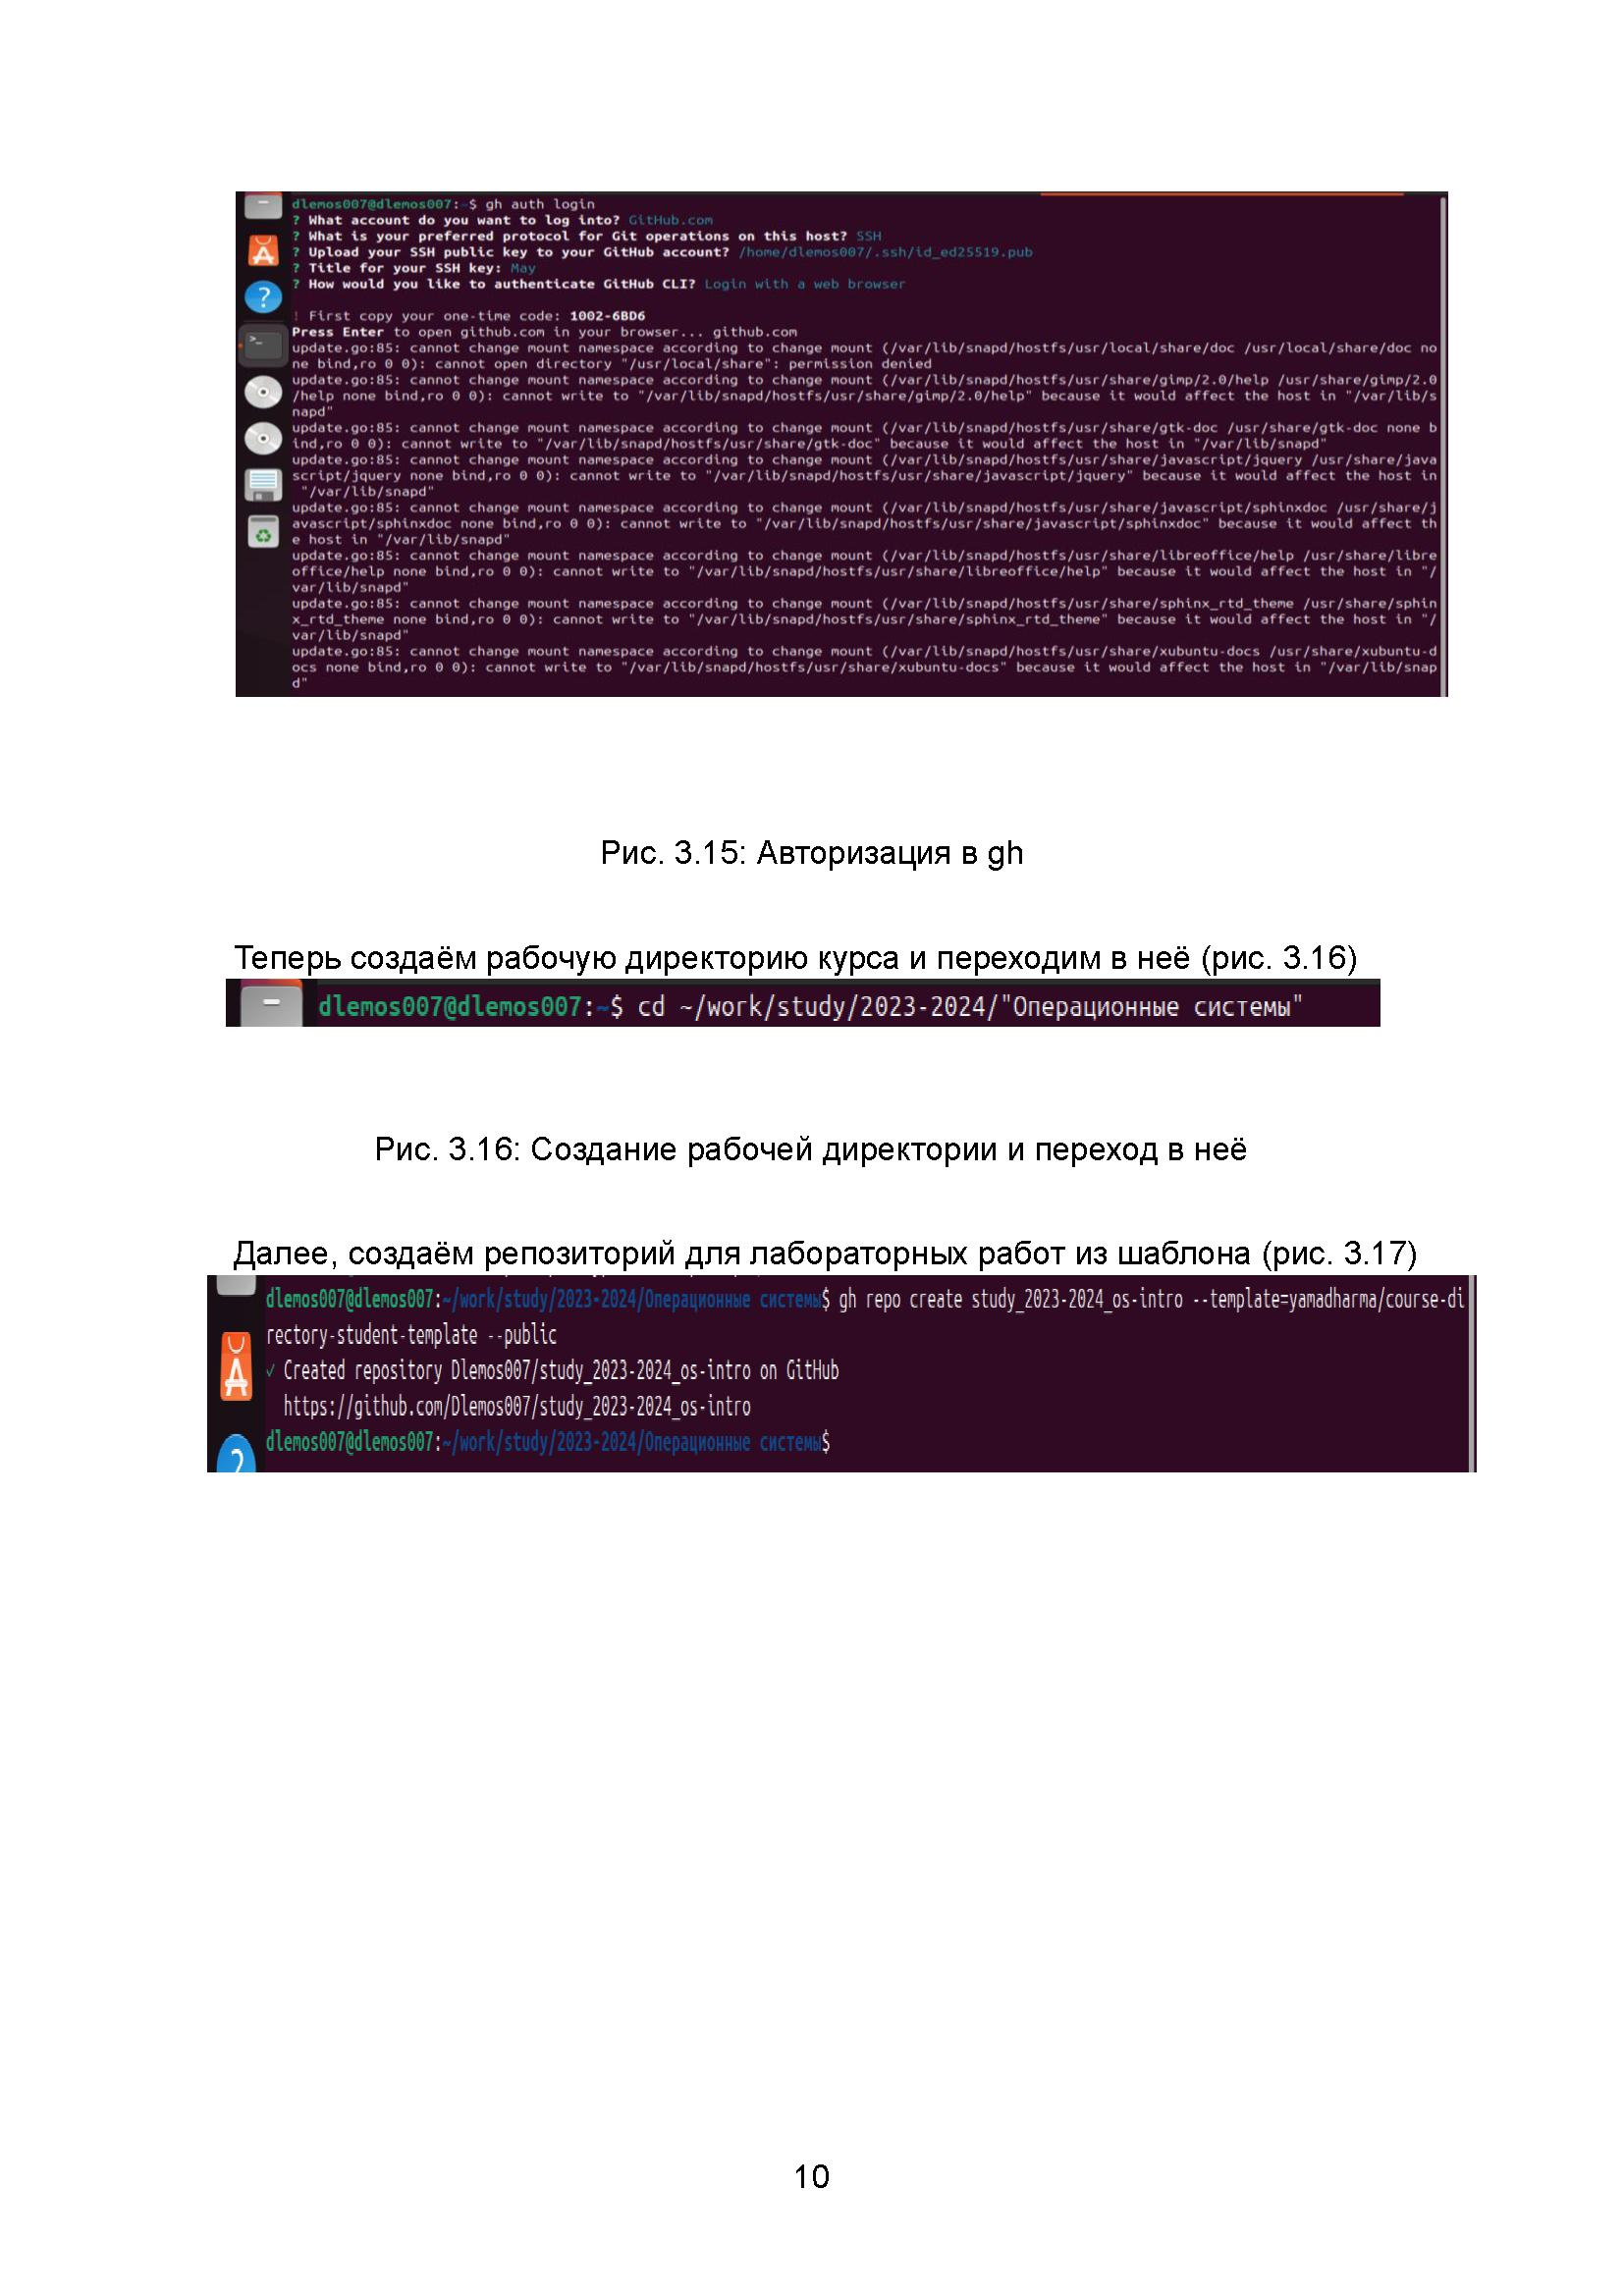 dlemos007@dlemos007:~$ gh auth login
? What account do you want to log into? GitHub.com
? What is your preferred protocol for Git operations on this host? SSH
? Upload your SSH public key to your GitHub account? /home/dlemos007/.ssh/id_ed25519.pub
? Title for your SSH key: May
? How would you like to authenticate GitHub CLI? Login with a web browser
! First copy your one-time code: 1002-6BD6
Press Enter to open github.com in your browser... github.com
update.go:85: cannot change mount namespace according to change mount (/var/lib/snapd/hostfs/usr/local/share/doc /usr/local/share/doc no
ne bind,ro 0 0): cannot open directory "/usr/local/share": permission denied
update.go:85: cannot change mount namespace according to change mount (/var/lib/snapd/hostfs/usr/share/gimp/2.0/help /usr/share/gimp/2.0
/help none bind,ro 0 0): cannot write to "/var/lib/snapd/hostfs/usr/share/gimp/2.0/help" because it would affect the host in "/var/lib/s
napd"
update.go:85: cannot change mount namespace according to change mount (/var/lib/snapd/hostfs/usr/share/gtk-doc /usr/share/gtk-doc none b
ind,ro 0 0): cannot write to "/var/lib/snapd/hostfs/usr/share/gtk-doc" because it would affect the host in "/var/lib/snapd"
update.go:85: cannot change mount namespace according to change mount (/var/lib/snapd/hostfs/usr/share/javascript/jquery /usr/share/java
script/jquery none bind,ro 0 0): cannot write to "/var/lib/snapd/hostfs/usr/share/javascript/jquery" because it would affect the host in
"/var/lib/snapd"
update.go:85: cannot change mount namespace according to change mount (/var/lib/snapd/hostfs/usr/share/javascript/sphinxdoc /usr/share/j
avascript/sphinxdoc none bind,ro 0 0): cannot write to "/var/lib/snapd/hostfs/usr/share/javascript/sphinxdoc" because it would affect th
e host in "/var/lib/snapd"
update.go:85: cannot change mount namespace according to change mount (/var/lib/snapd/hostfs/usr/share/libreoffice/help /usr/share/libre
office/help none bind,ro 0 0): cannot write to "/var/lib/snapd/hostfs/usr/share/libreoffice/help" because it would affect the host in "/
var/lib/snapd"
update.go:85: cannot change mount namespace according to change mount (/var/lib/snapd/hostfs/usr/share/sphinx_rtd_theme /usr/share/sphin
x_rtd_theme none bind,ro 0 0): cannot write to "/var/lib/snapd/hostfs/usr/share/sphinx_rtd_theme" because it would affect the host in "/
var/lib/snapd"
update.go:85: cannot change mount namespace according to change mount (/var/lib/snapd/hostfs/usr/share/xubuntu-docs /usr/share/xubuntu-d
ocs none bind,ro 0 0): cannot write to "/var/lib/snapd/hostfs/usr/share/xubuntu-docs" because it would affect the host in "/var/lib/snap
d"
Рис. 3.15: Авторизация в gh
Теперь создаём рабочую директорию курса и переходим в неё (рис. 3.16)
dlemos007@dlemos007:~$ cd ~/work/study/2023-2024/"Операционные системы"
Рис. 3.16: Создание рабочей директории и переход в неё
Далее, создаём репозиторий для лабораторных работ из шаблона (рис. 3.17)
dlemos007@dlemos007:~/work/study/2023-2024/Операционные системы$ gh repo create study_2023-2024_os-intro --template=yamadharma/course-di
rectory-student-template --public
✓ Created repository Dlemos007/study_2023-2024_os-intro on GitHub
https://github.com/Dlemos007/study_2023-2024_os-intro
dlemos007@dlemos007:~/work/study/2023-2024/Операционные системы$
10